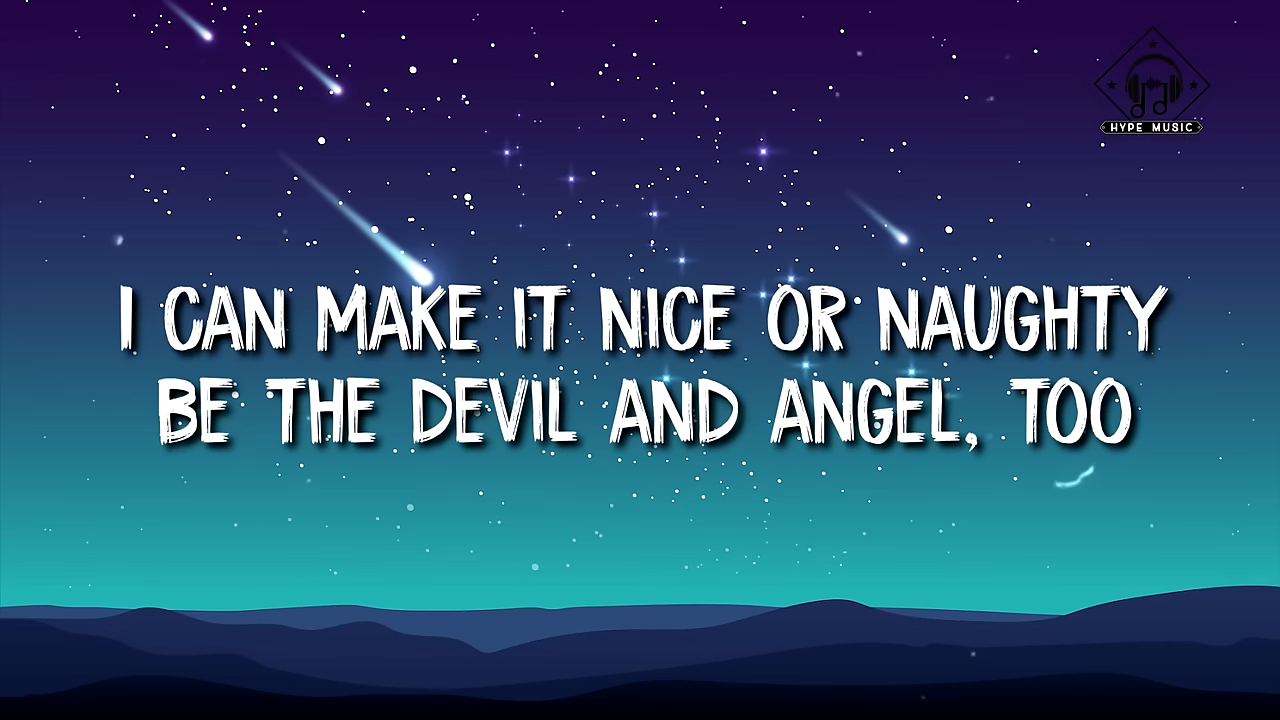 HYPE MUSIC
I CAN MAKE IT NICE OR NAUGHTY
BE THE DEVIL AND ANGEL, TOO